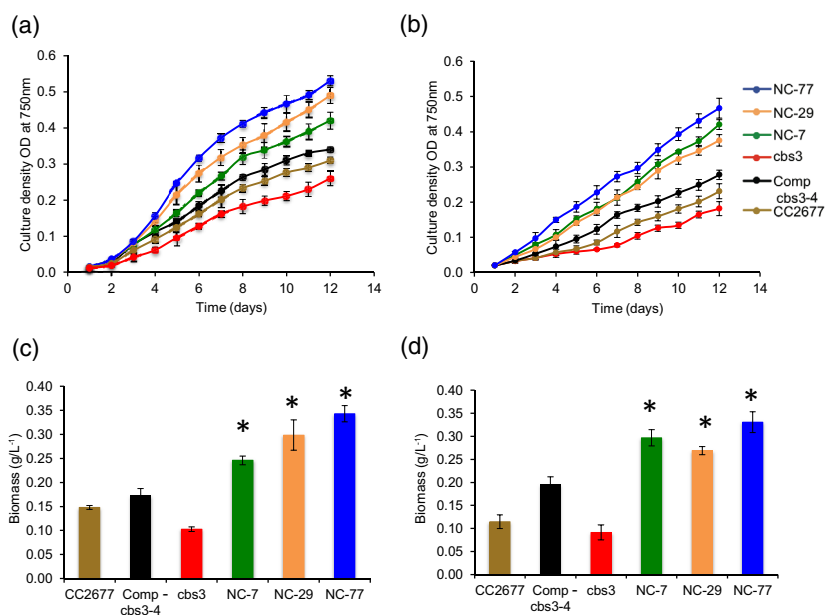 (a)
Culture density OD at 750nm
0.6
0.5
0.4
0.3
0.2
0.1
0.0
0 2 4 6 8 10 12 14
Time (days)
(b)
Culture density OD at 750nm
0.6
0.5
0.4
0.3
0.2
0.1
0.0
0 2 4 6 8 10 12 14
Time (days)
NC-77
NC-29
NC-7
cbs3
Comp
cbs3-4
CC2677
(c)
Biomass (g/L-1)
0.40
0.35
0.30
0.25
0.20
0.15
0.10
0.05
0.00
* * *
CC2677 Comp - cbs3 NC-7 NC-29 NC-77
cbs3-4
(d)
Biomass (g/L-1)
0.40
0.35
0.30
0.25
0.20
0.15
0.10
0.05
0.00
* * *
CC2677 Comp - cbs3 NC-7 NC-29 NC-77
cbs3-4